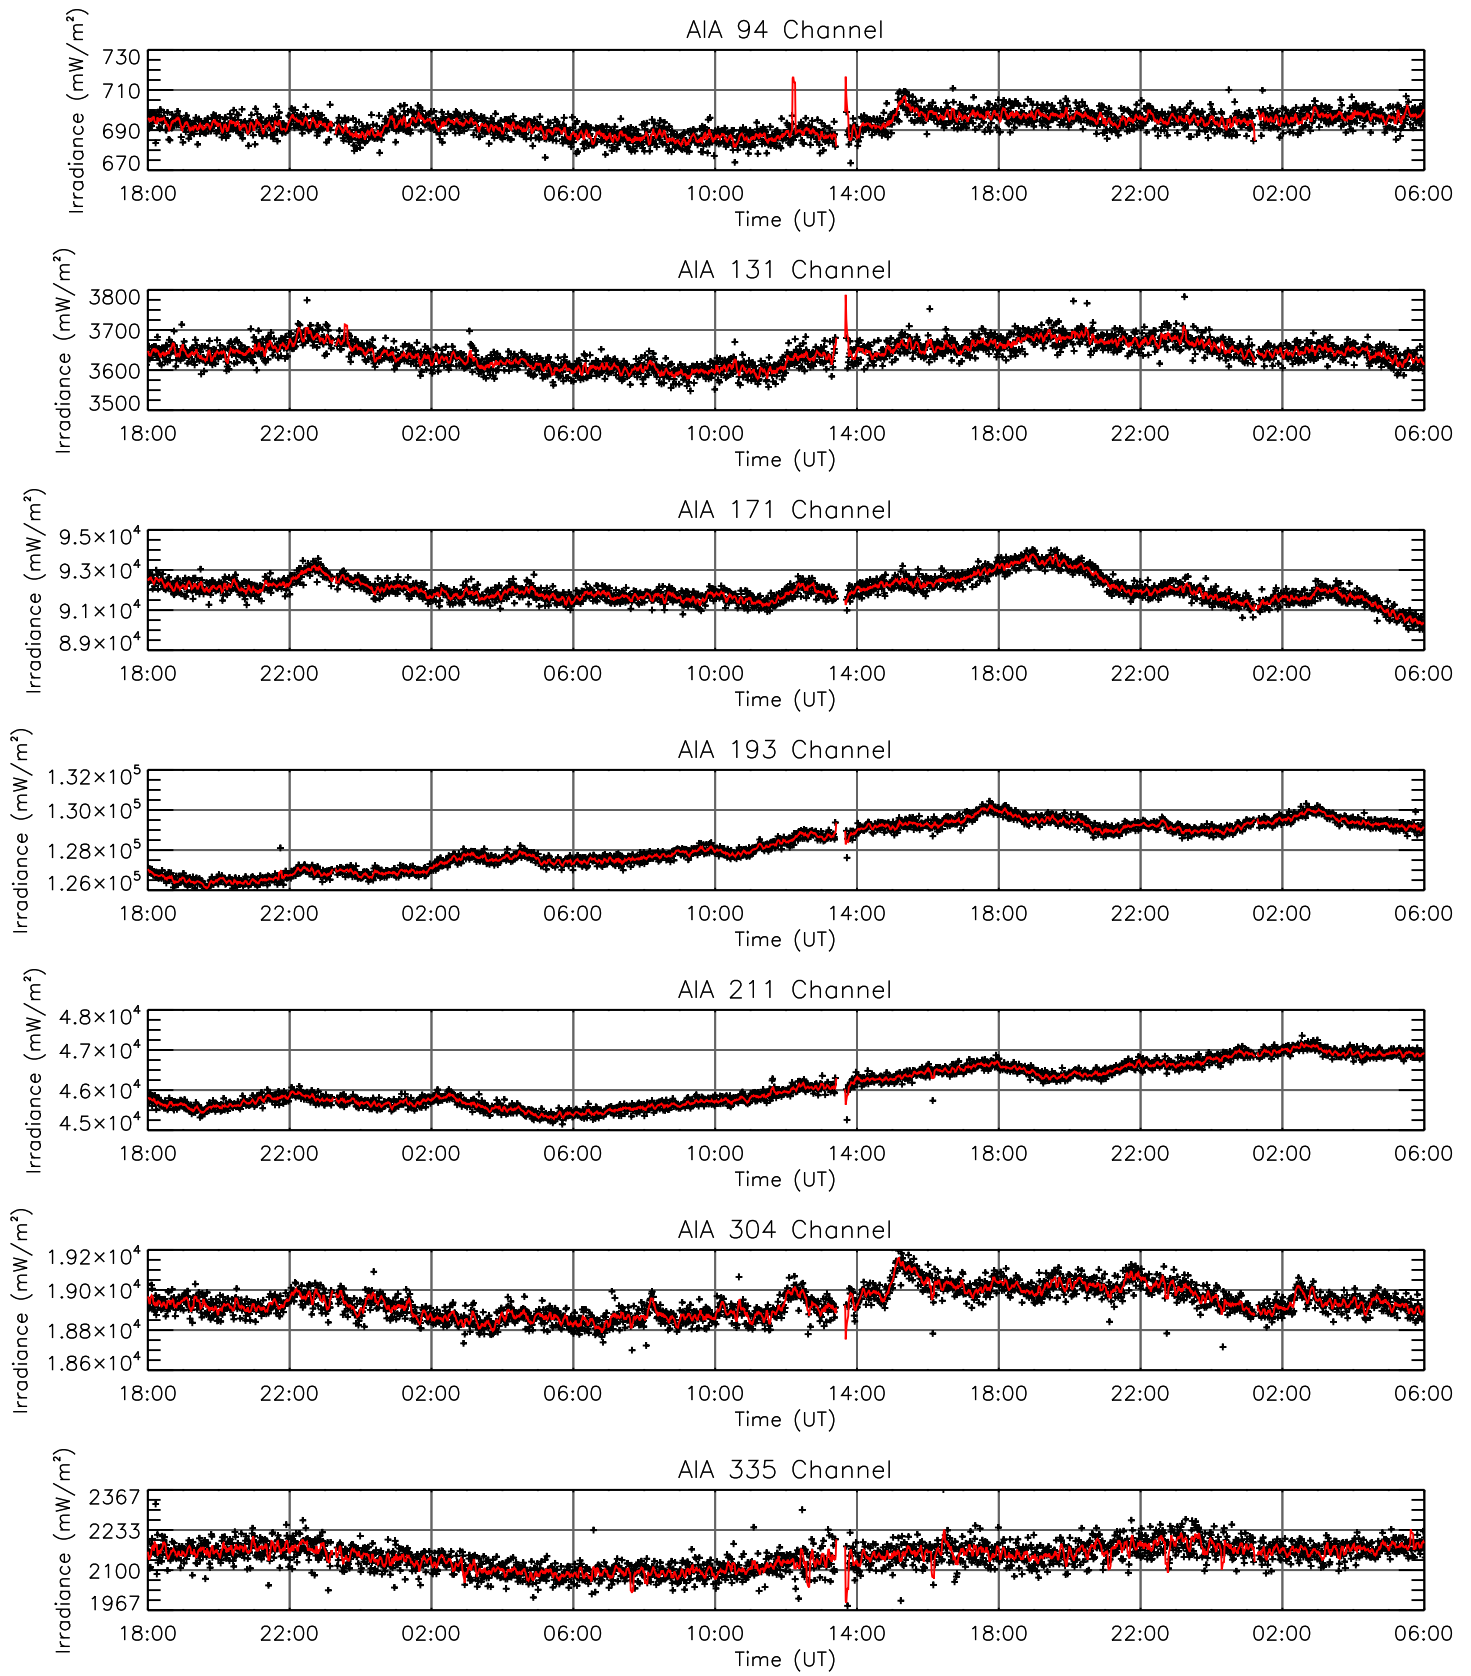 AIA 94 Channel
Irradiance (mW/m²)
730
710
690
670
18:00 22:00 02:00 06:00 10:00 14:00 18:00 22:00 02:00 06:00
Time (UT)
AIA 131 Channel
Irradiance (mW/m²)
3800
3700
3600
3500
18:00 22:00 02:00 06:00 10:00 14:00 18:00 22:00 02:00 06:00
Time (UT)
AIA 171 Channel
Irradiance (mW/m²)
9.5×10⁴
9.3×10⁴
9.1×10⁴
8.9×10⁴
18:00 22:00 02:00 06:00 10:00 14:00 18:00 22:00 02:00 06:00
Time (UT)
AIA 193 Channel
Irradiance (mW/m²)
1.32×10⁵
1.30×10⁵
1.28×10⁵
1.26×10⁵
18:00 22:00 02:00 06:00 10:00 14:00 18:00 22:00 02:00 06:00
Time (UT)
AIA 211 Channel
Irradiance (mW/m²)
4.8×10⁴
4.7×10⁴
4.6×10⁴
4.5×10⁴
18:00 22:00 02:00 06:00 10:00 14:00 18:00 22:00 02:00 06:00
Time (UT)
AIA 304 Channel
Irradiance (mW/m²)
1.92×10⁴
1.90×10⁴
1.88×10⁴
1.86×10⁴
18:00 22:00 02:00 06:00 10:00 14:00 18:00 22:00 02:00 06:00
Time (UT)
AIA 335 Channel
Irradiance (mW/m²)
2367
2233
2100
1967
18:00 22:00 02:00 06:00 10:00 14:00 18:00 22:00 02:00 06:00
Time (UT)